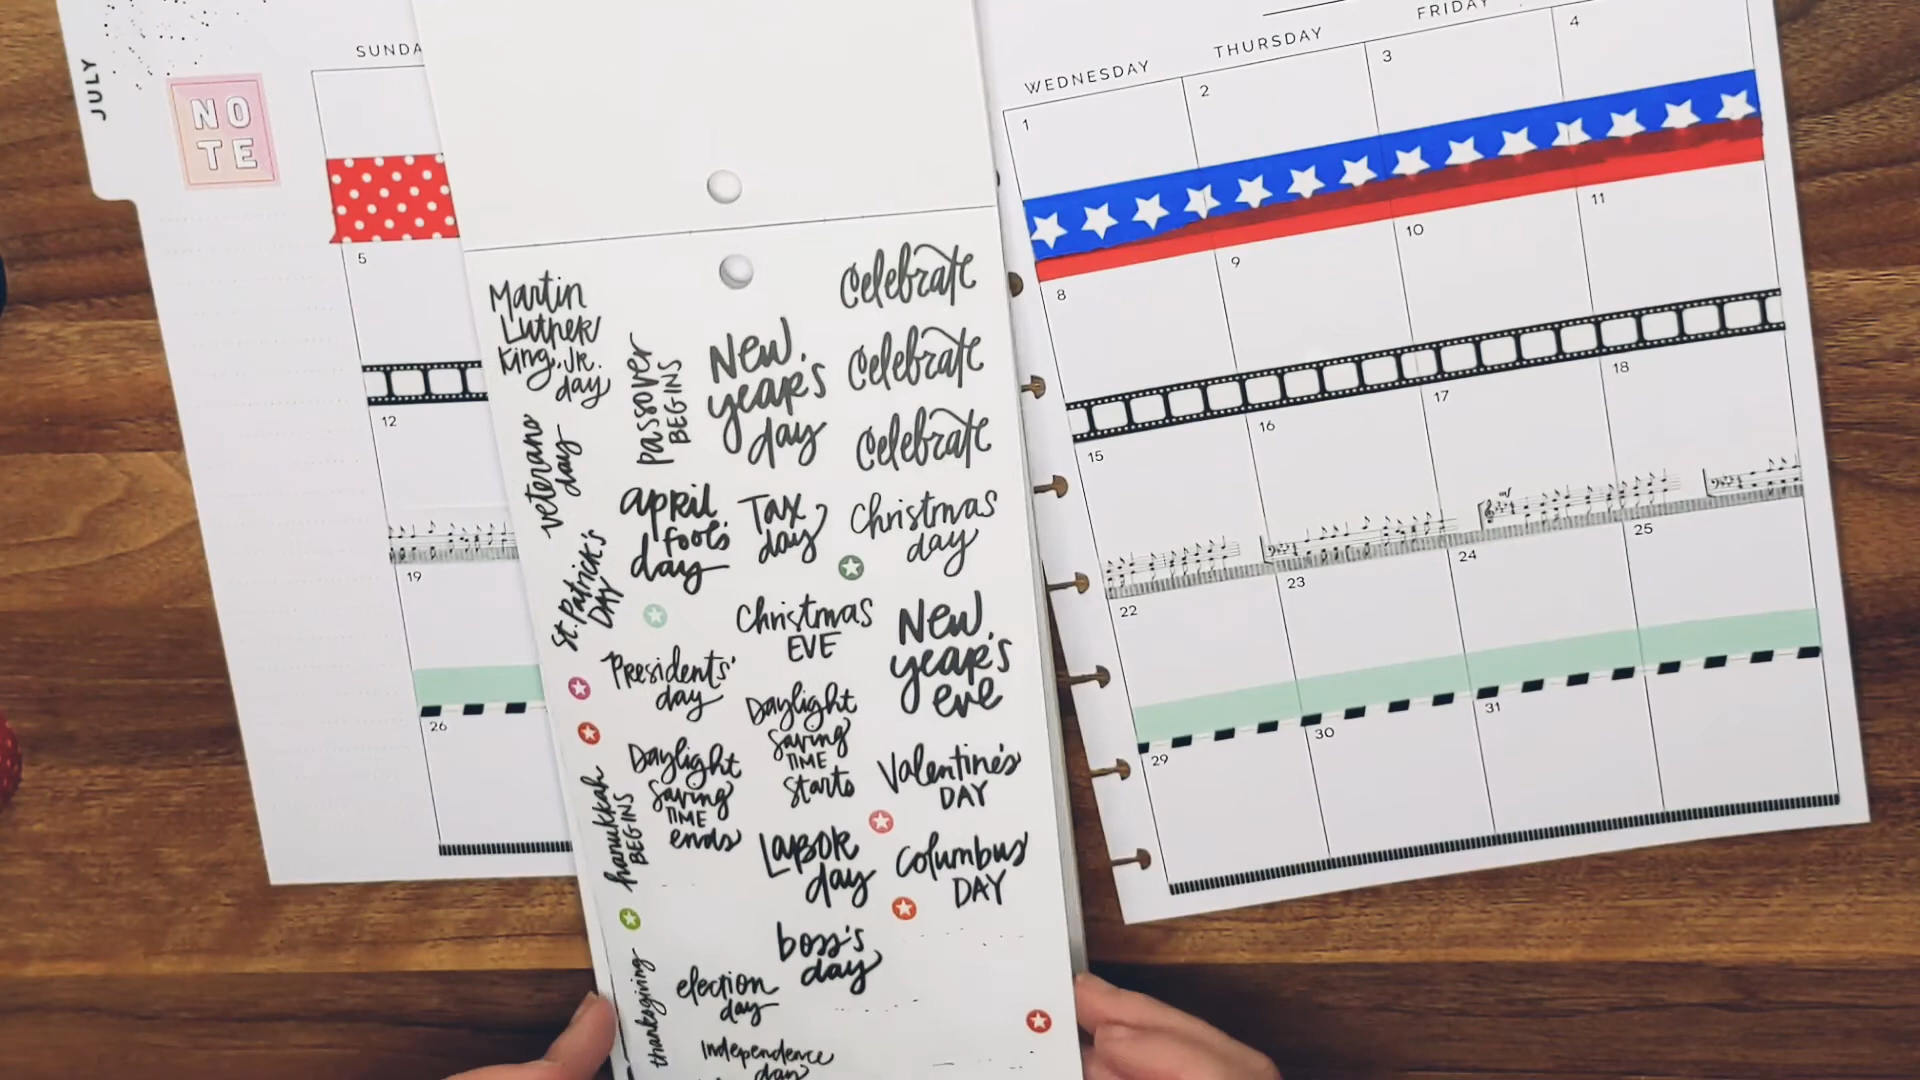 JULY
NO
TE
SUNDA
WEDNESDAY
THURSDAY
FRIDAY
1
2
3
4
5
8
9
10
11
12
15
16
17
18
19
22
23
24
25
26
29
30
31
Martin
Luther
King, JR.
day
veterans
day
St. Patrick's
DAY
hanukkah
BEGINS
thanksgiving
passover
BEGINS
april
fool's
day
Presidents'
day
Daylight
Saving
TIME
ends
election
day
Independence
day
New
year's
day
Tax
day
Christmas
EVE
Daylight
Saving
TIME
starts
Labor
day
boss's
day
Celebrate
Celebrate
Celebrate
Christmas
day
New
year's
eve
Valentine's
DAY
Columbus
DAY